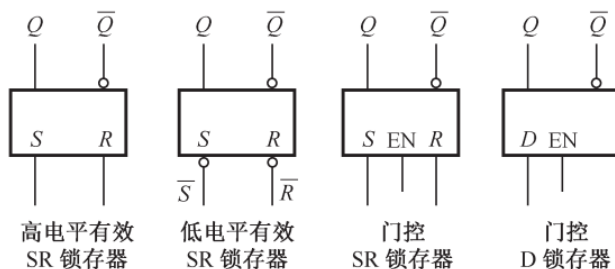 Q Q̅ Q Q̅ Q Q̅ Q Q̅
S R S R S EN R D EN
S̅ R̅
高电平有效 低电平有效 门控 门控
SR 锁存器 SR 锁存器 SR 锁存器 D 锁存器